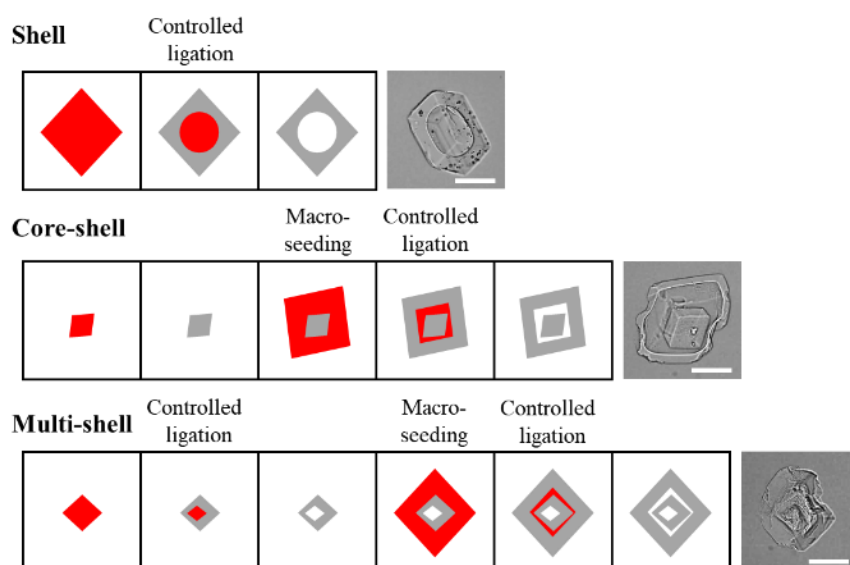 Shell
Controlled
ligation
Core-shell
Macro-
seeding
Controlled
ligation
Multi-shell
Controlled
ligation
Macro-
seeding
Controlled
ligation